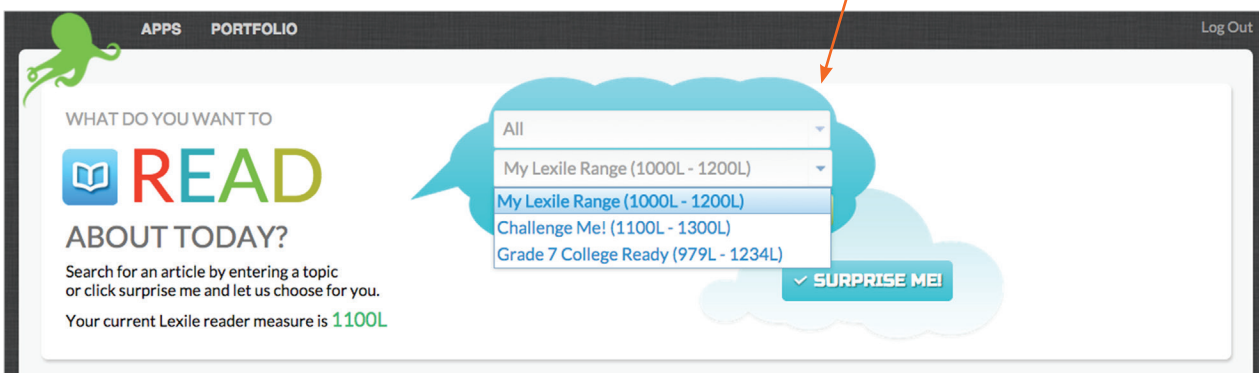 APPS PORTFOLIO Log Out
WHAT DO YOU WANT TO
READ
ABOUT TODAY?
Search for an article by entering a topic
or click surprise me and let us choose for you.
Your current Lexile reader measure is 1100L
All
My Lexile Range (1000L - 1200L)
My Lexile Range (1000L - 1200L)
Challenge Me! (1100L - 1300L)
Grade 7 College Ready (979L - 1234L)
SURPRISE ME!